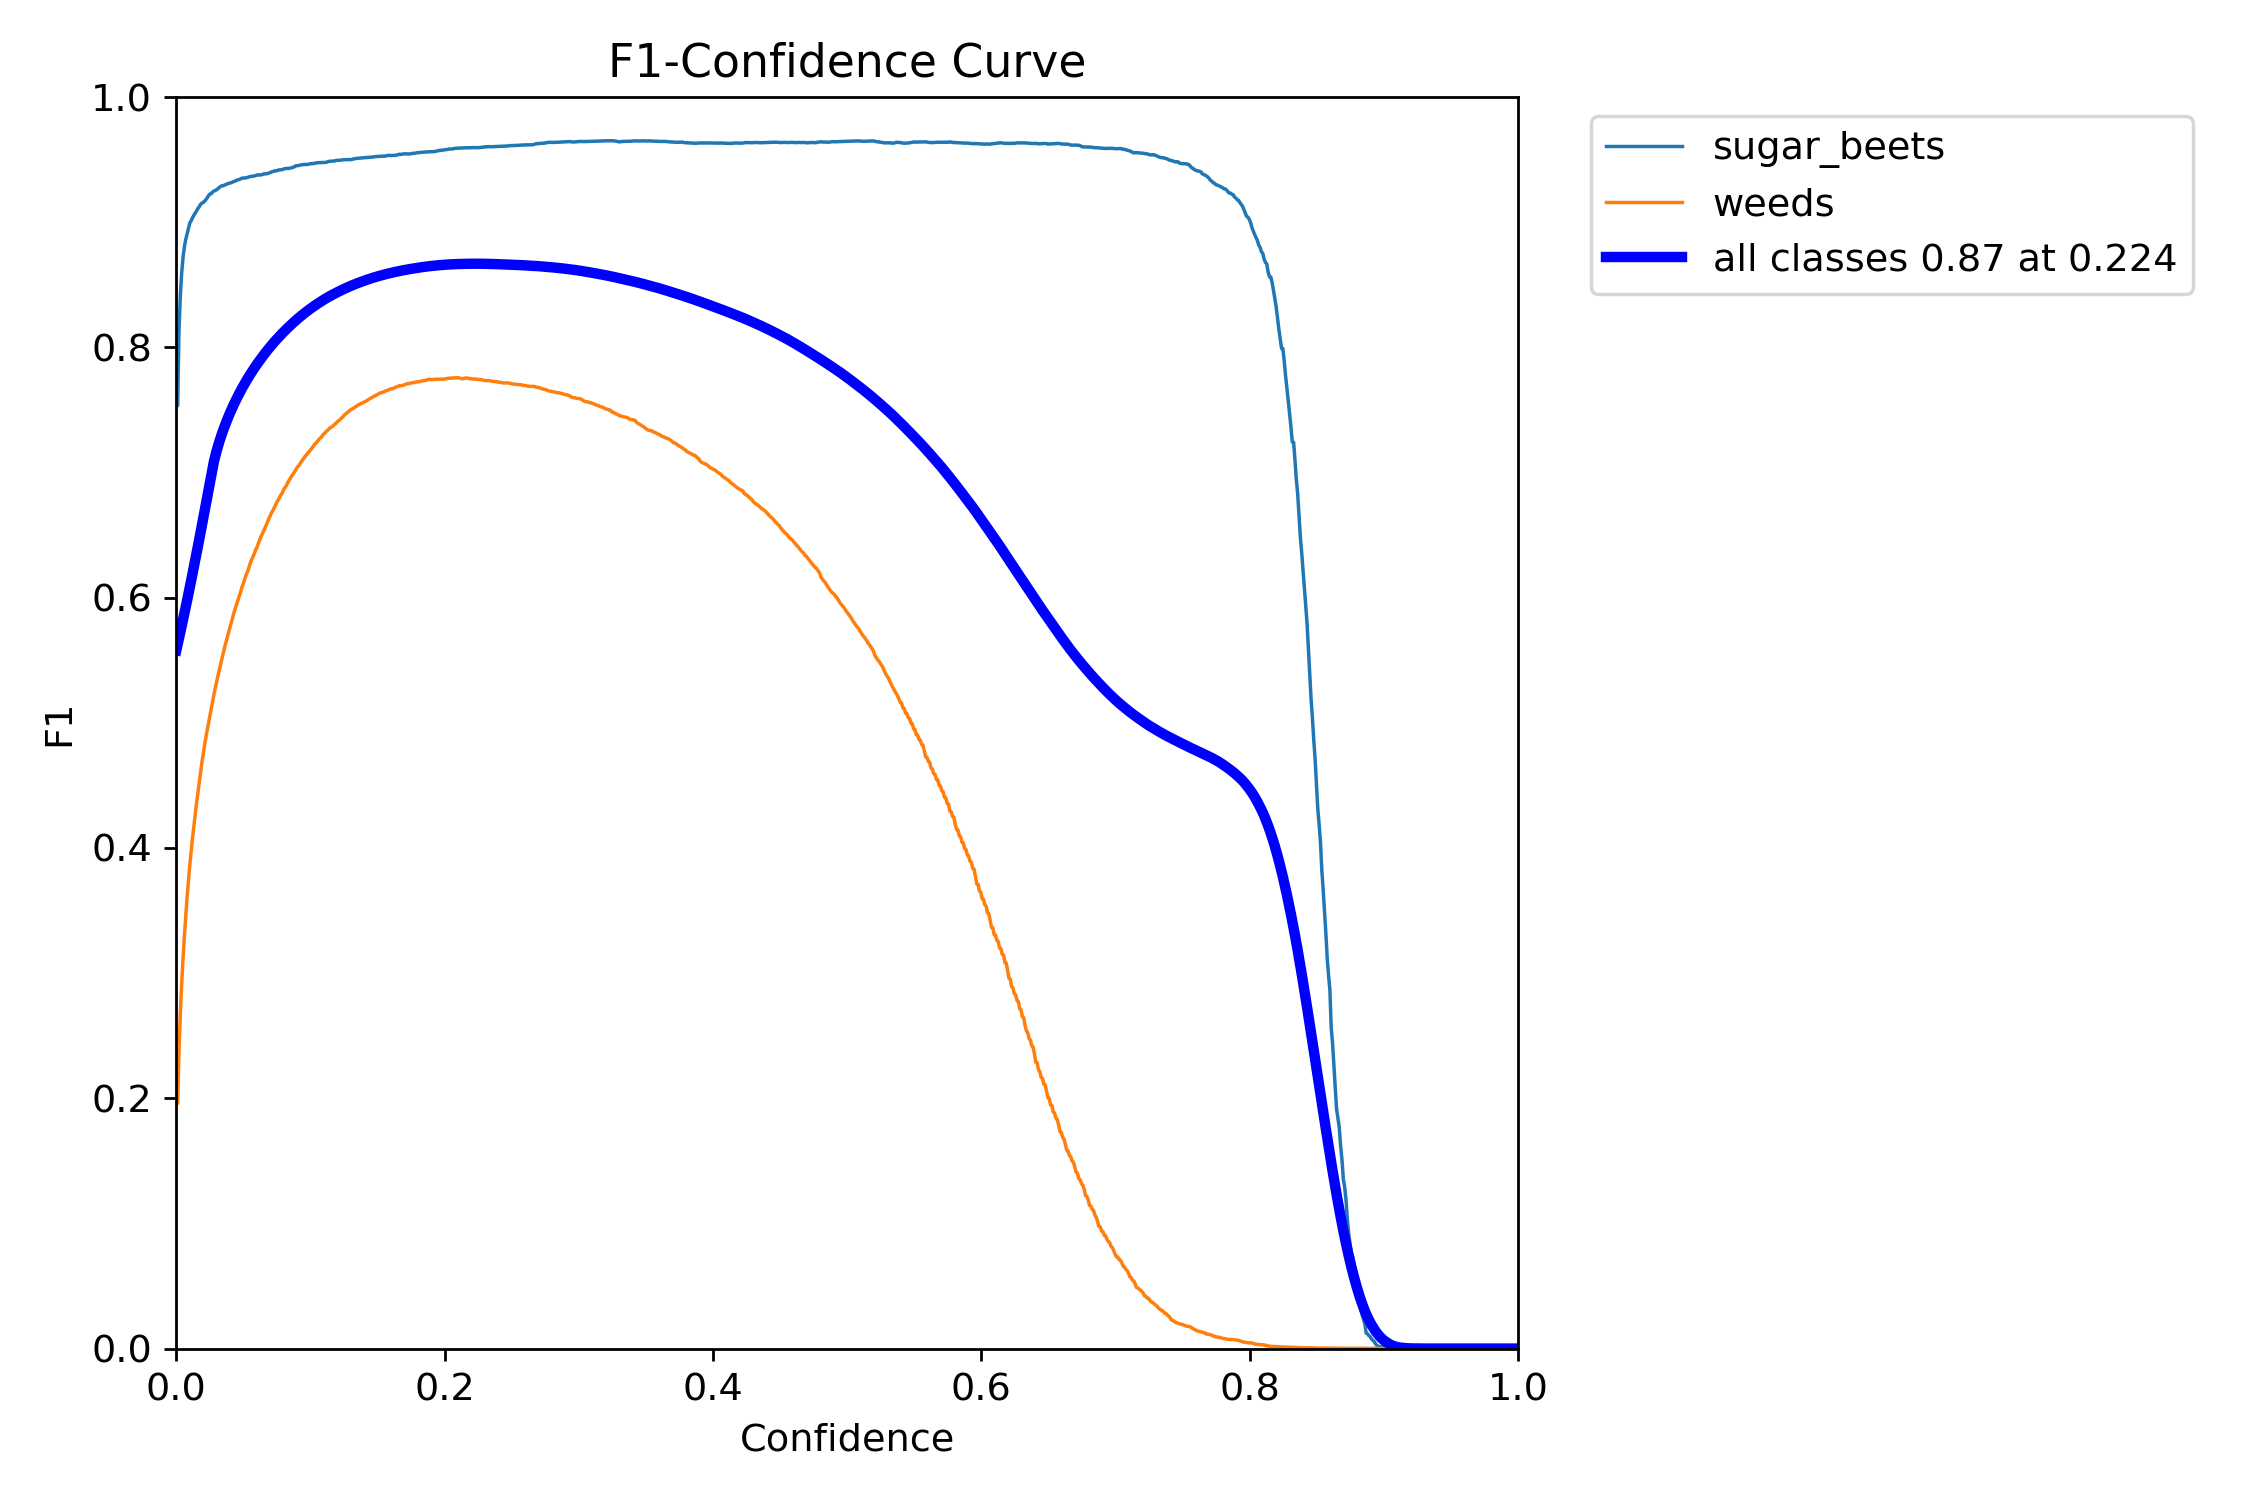 F1-Confidence Curve
1.0
0.8
0.6
0.4
0.2
0.0
F1
0.0 0.2 0.4 0.6 0.8 1.0
Confidence
sugar_beets
weeds
all classes 0.87 at 0.224